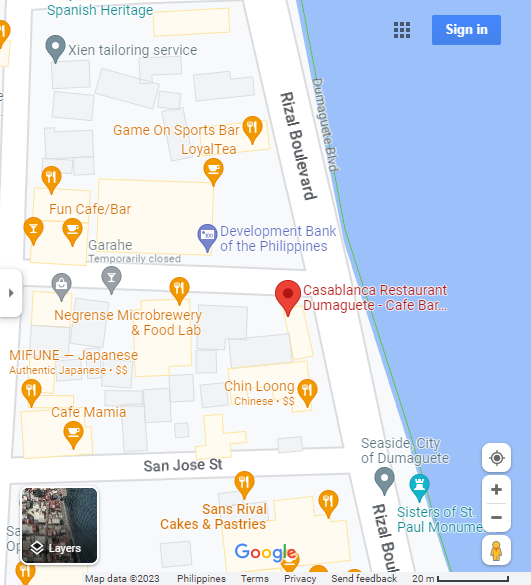 Spanish Heritage
Sign in
Xien tailoring service
Rizal Boulevard
Dumaguete Blvd
Game On Sports Bar
LoyalTea
Fun Cafe/Bar
Development Bank
of the Philippines
Garahe
Temporarily closed
Casablanca Restaurant
Dumaguete - Cafe Bar...
Negrense Microbrewery
& Food Lab
MIFUNE — Japanese
Authentic Japanese • $$
Chin Loong
Chinese • $$
Cafe Mamia
Seaside, City
of Dumaguete
San Jose St
Sans Rival
Cakes & Pastries
Sisters of St.
Paul Monume
Rizal Boul
Layers
Google
Map data ©2023 Philippines Terms Privacy Send feedback 20 m